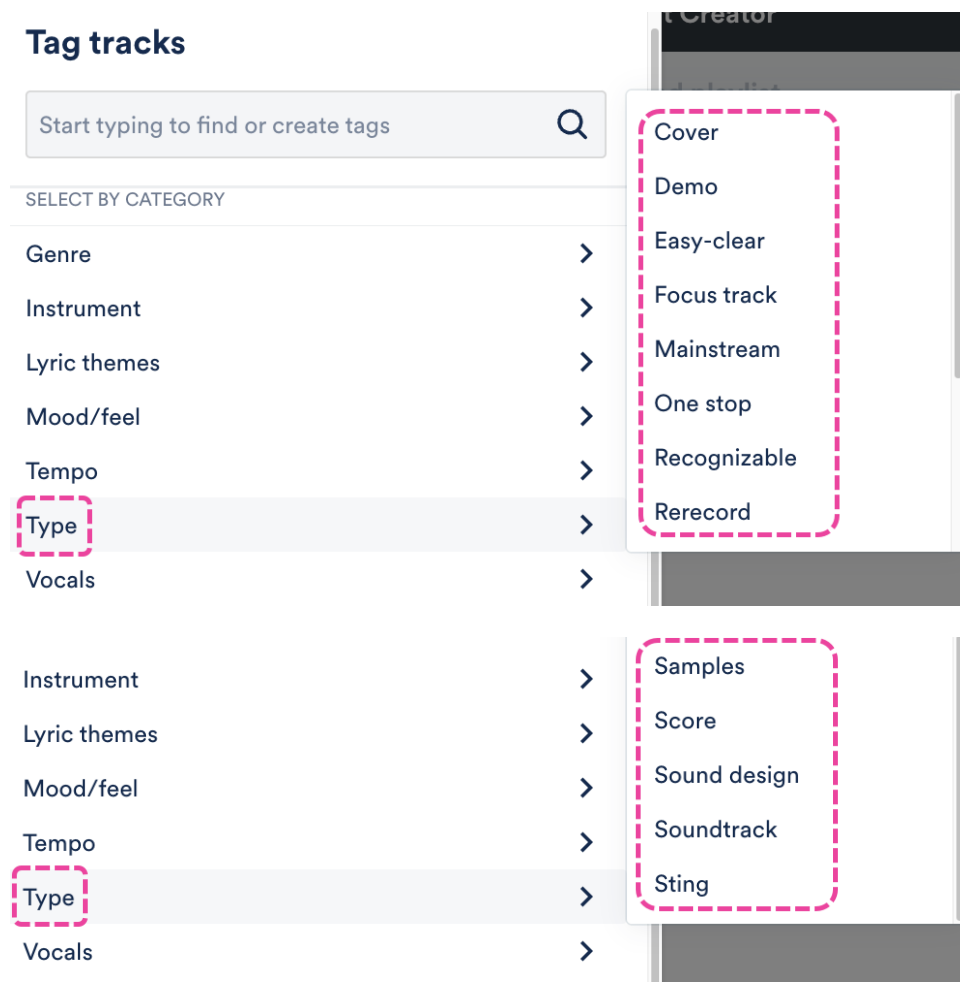 Tag tracks
t Creator
Start typing to find or create tags
SELECT BY CATEGORY
Genre
Instrument
Lyric themes
Mood/feel
Tempo
Type
Vocals
Cover
Demo
Easy-clear
Focus track
Mainstream
One stop
Recognizable
Rerecord
Instrument
Lyric themes
Mood/feel
Tempo
Type
Vocals
Samples
Score
Sound design
Soundtrack
Sting